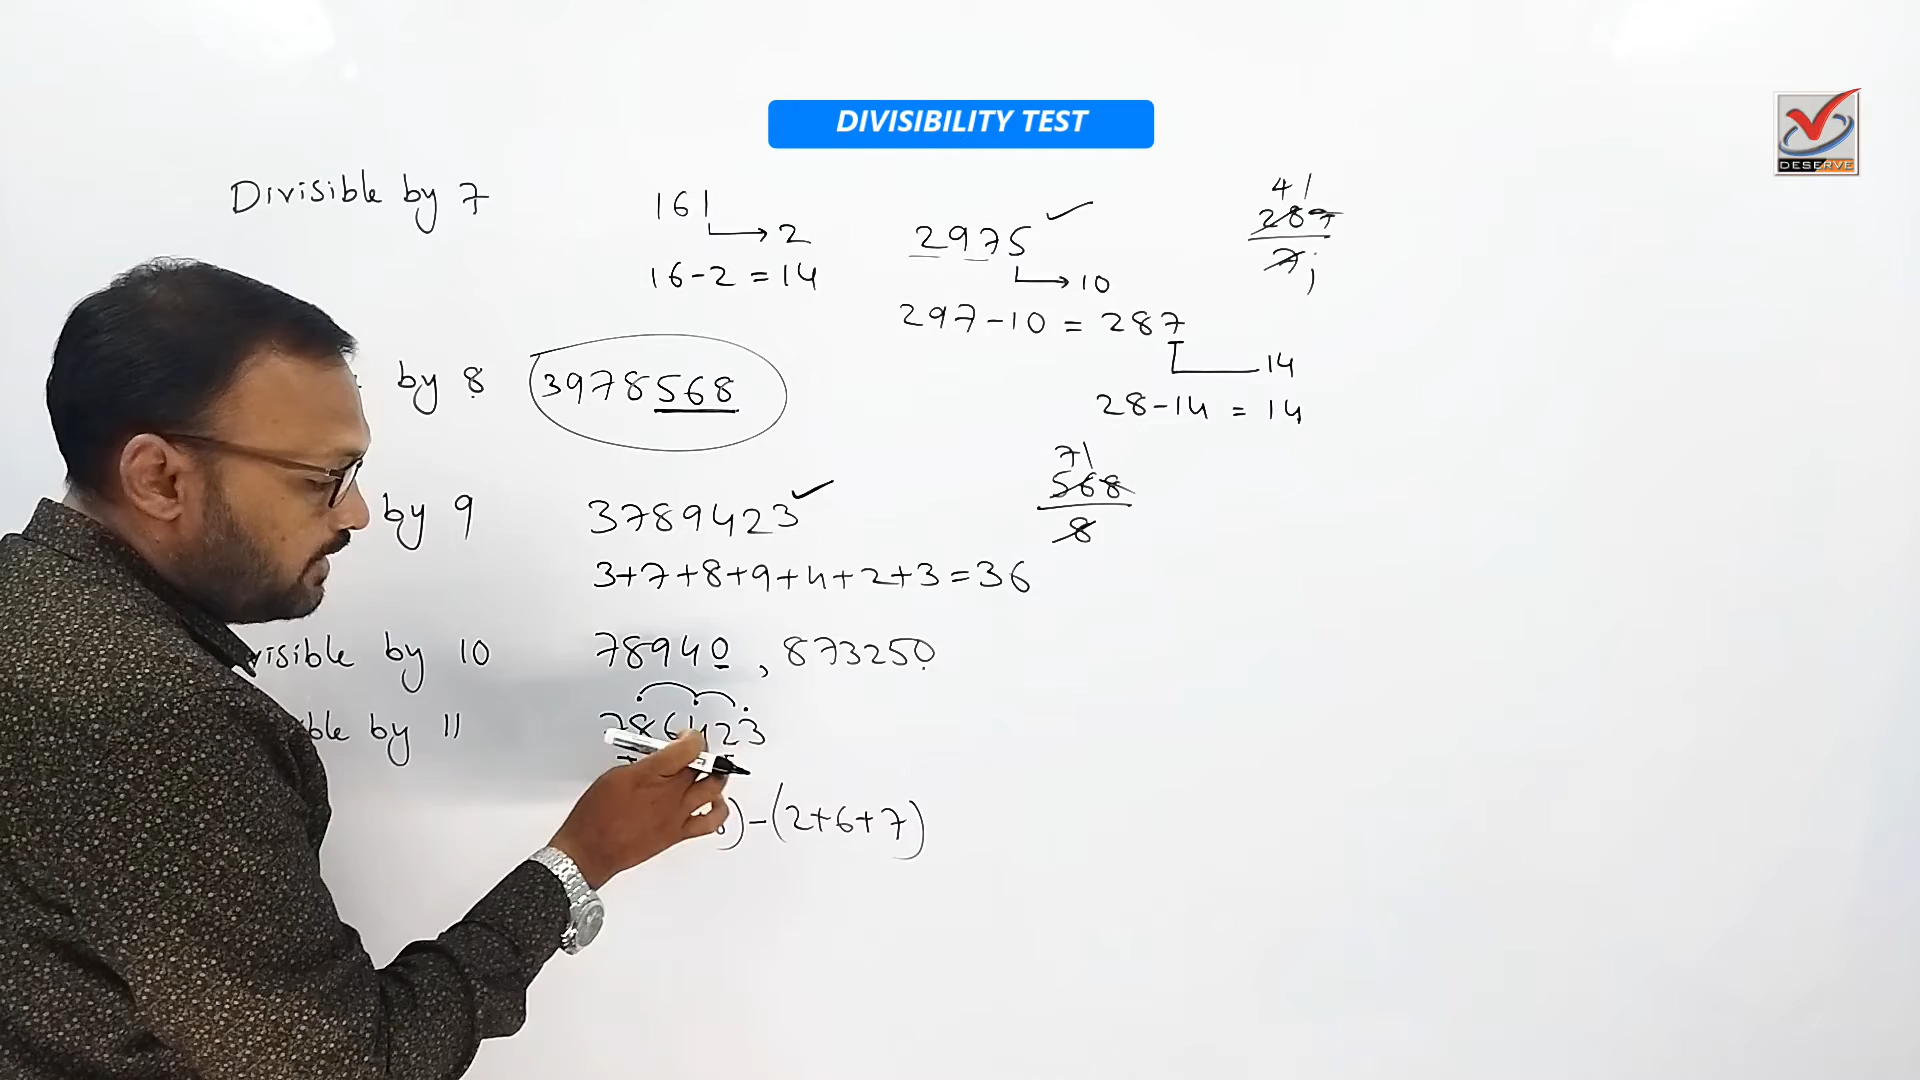 DIVISIBILITY TEST
DESERVE
Divisible by 7
161
2
16-2 = 14
2975
10
297-10 = 287
14
28-14 = 14
41
287
7
by 8
3978568
71
568
8
by 9
3789423
3+7+8+9+4+2+3=36
visible by 10
78940, 873250
ble by 11
786423
)-(2+6+7)